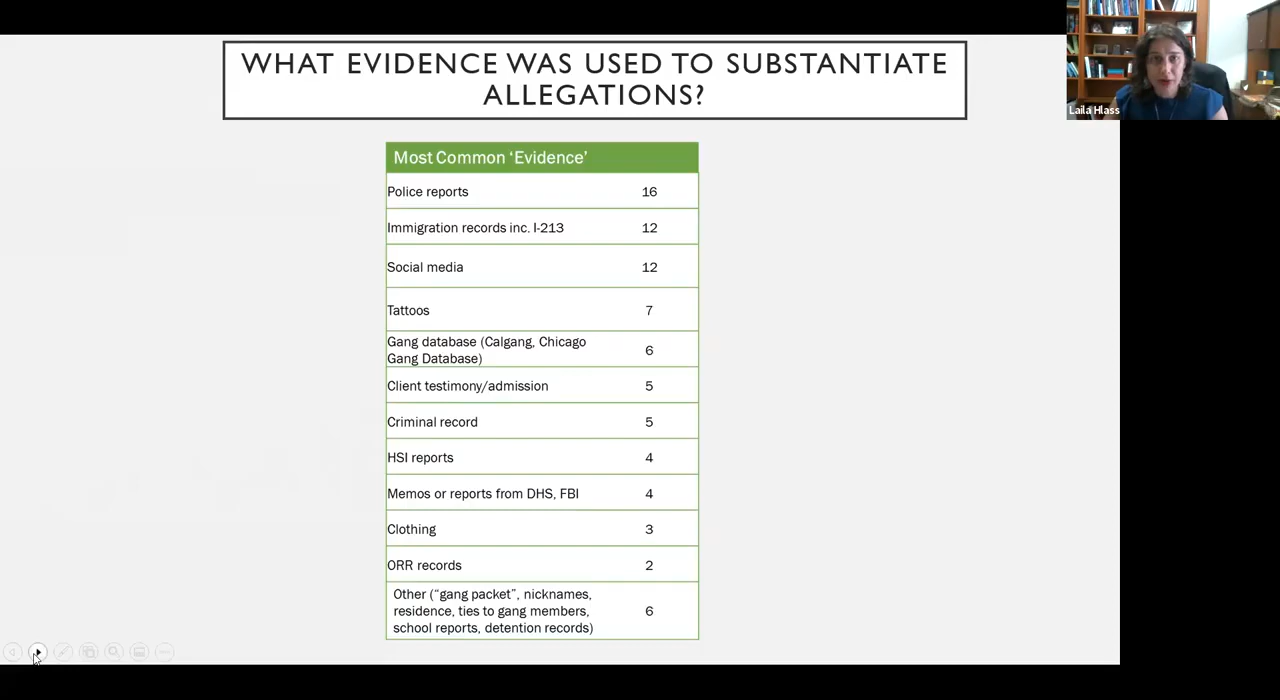 WHAT EVIDENCE WAS USED TO SUBSTANTIATE
ALLEGATIONS?
Laila Hlass
Most Common ‘Evidence’
Police reports 16
Immigration records inc. I-213 12
Social media 12
Tattoos 7
Gang database (Calgang, Chicago
Gang Database) 6
Client testimony/admission 5
Criminal record 5
HSI reports 4
Memos or reports from DHS, FBI 4
Clothing 3
ORR records 2
Other (“gang packet”, nicknames,
residence, ties to gang members, 6
school reports, detention records)